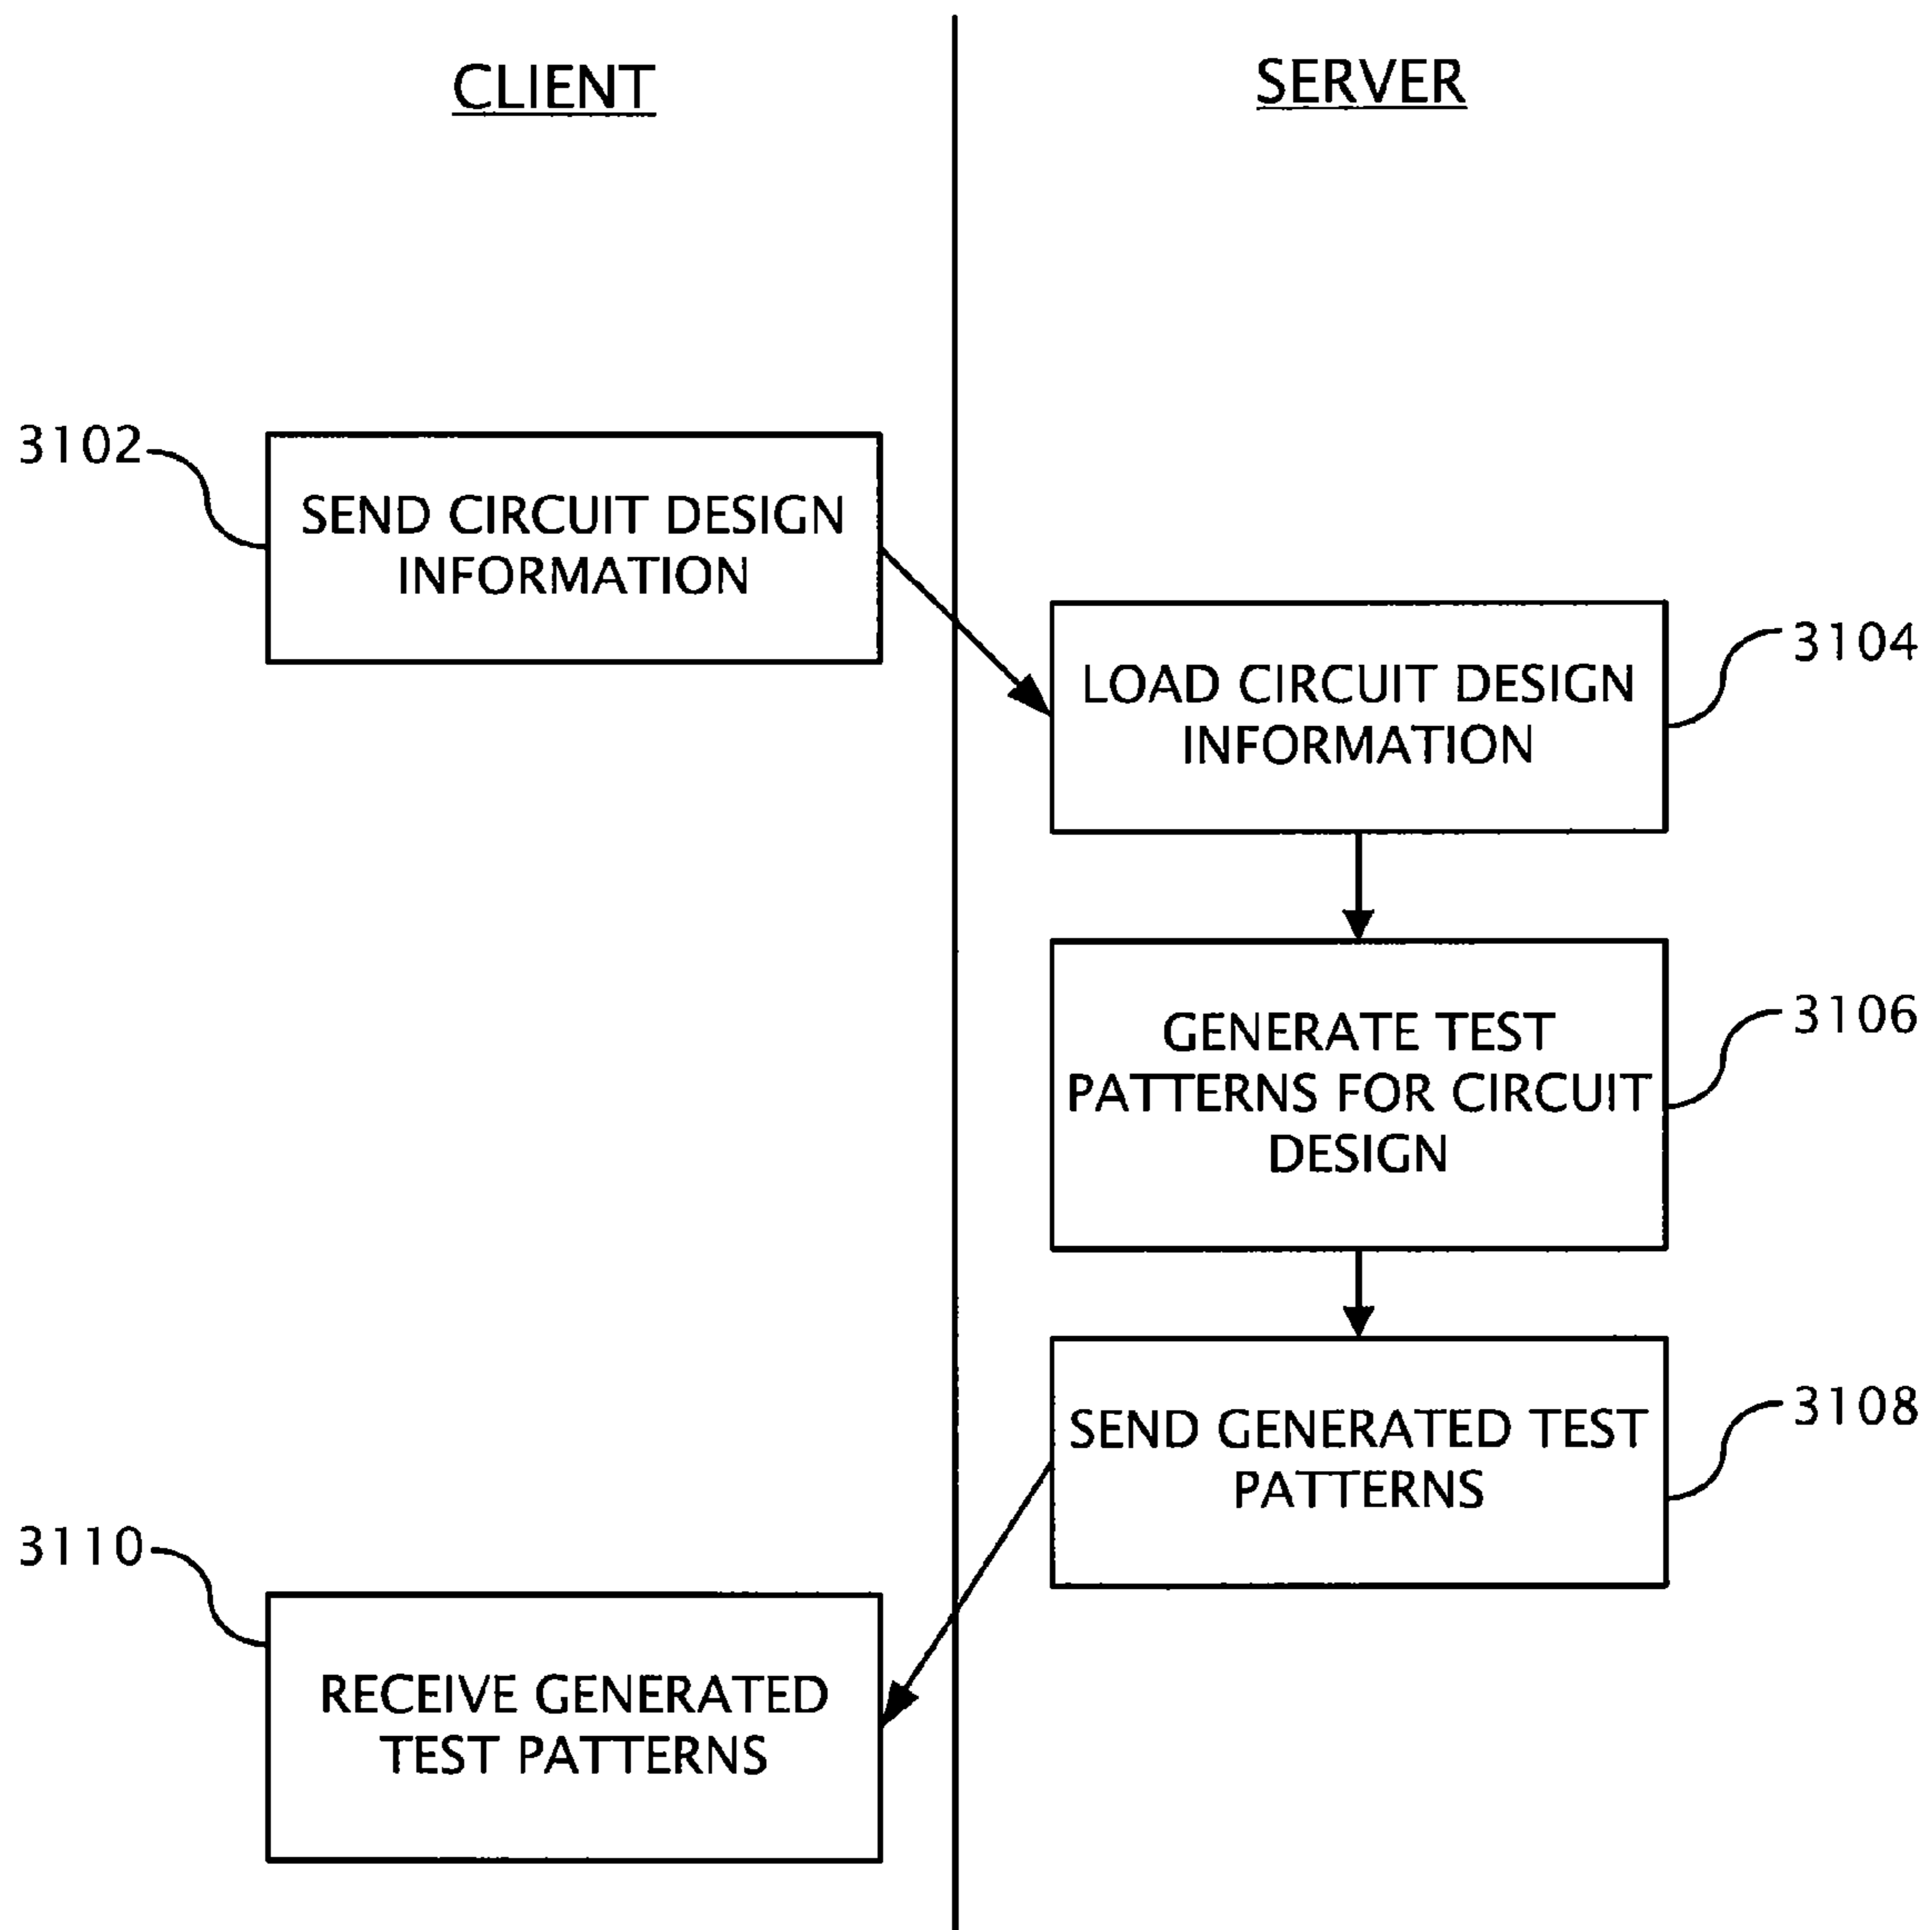 CLIENT
SERVER
3102
SEND CIRCUIT DESIGN
INFORMATION
3104
LOAD CIRCUIT DESIGN
INFORMATION
3106
GENERATE TEST
PATTERNS FOR CIRCUIT
DESIGN
3108
SEND GENERATED TEST
PATTERNS
3110
RECEIVE GENERATED
TEST PATTERNS